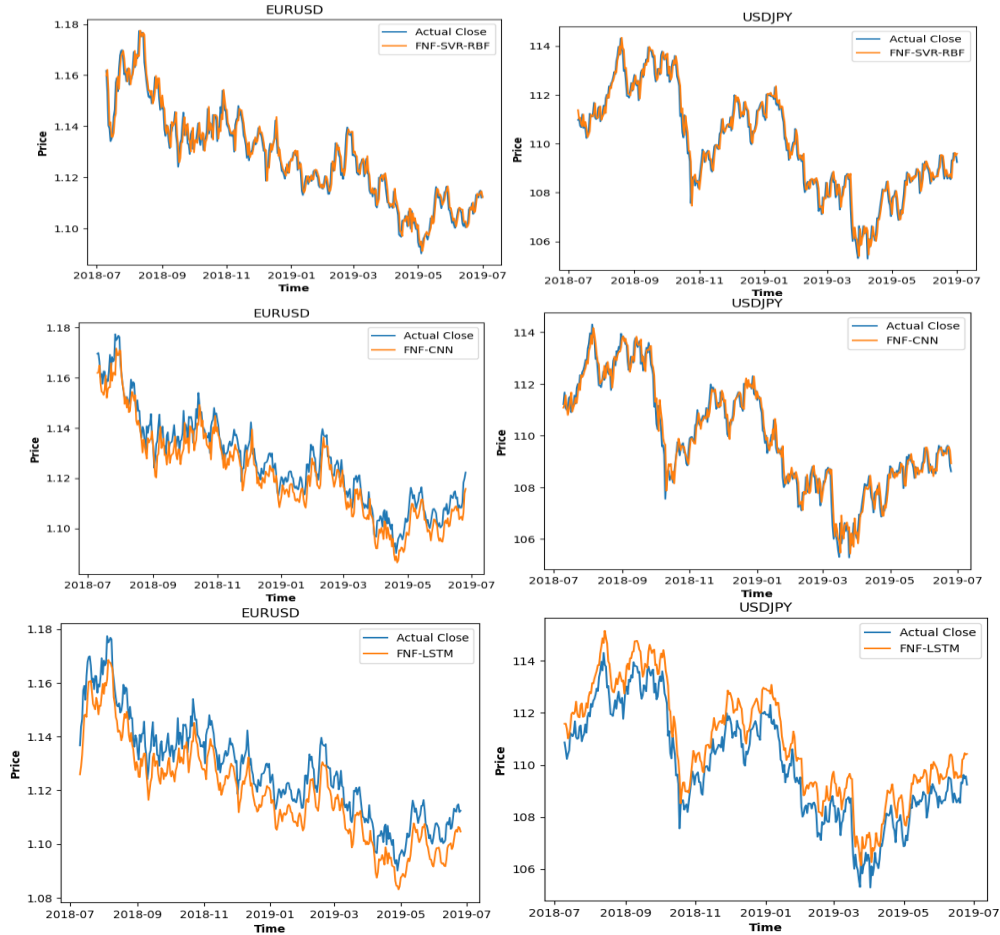 EURUSD
Actual Close
FNF-SVR-RBF
1.18
1.16
1.14
1.12
1.10
Price
2018-07 2018-09 2018-11 2019-01 2019-03 2019-05 2019-07
Time
USDJPY
Actual Close
FNF-SVR-RBF
114
112
110
108
106
Price
2018-07 2018-09 2018-11 2019-01 2019-03 2019-05 2019-07
Time
EURUSD
Actual Close
FNF-CNN
1.18
1.16
1.14
1.12
1.10
Price
2018-07 2018-09 2018-11 2019-01 2019-03 2019-05 2019-07
Time
USDJPY
Actual Close
FNF-CNN
114
112
110
108
106
Price
2018-07 2018-09 2018-11 2019-01 2019-03 2019-05 2019-07
Time
EURUSD
Actual Close
FNF-LSTM
1.18
1.16
1.14
1.12
1.10
1.08
Price
2018-07 2018-09 2018-11 2019-01 2019-03 2019-05 2019-07
Time
USDJPY
Actual Close
FNF-LSTM
114
112
110
108
106
Price
2018-07 2018-09 2018-11 2019-01 2019-03 2019-05 2019-07
Time